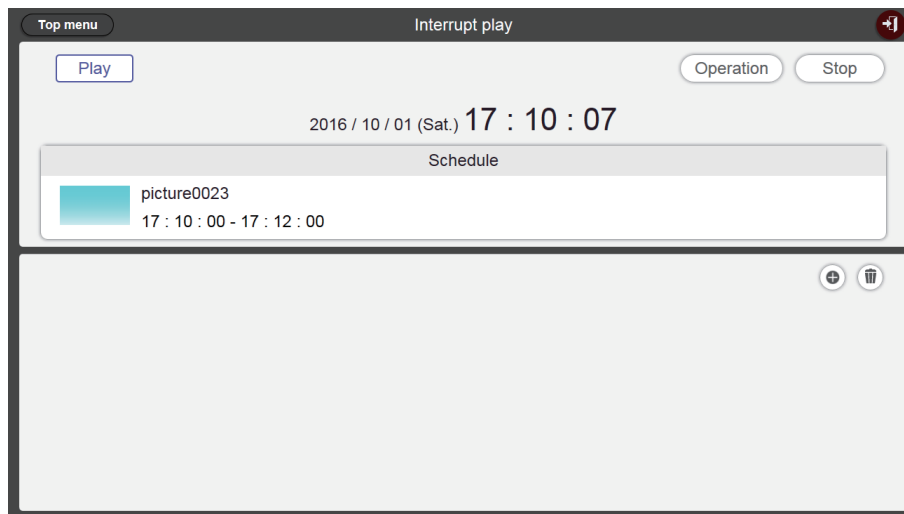 Top menu
Interrupt play
Play
Operation
Stop
2016 / 10 / 01 (Sat.) 17 : 10 : 07
Schedule
picture0023
17 : 10 : 00 - 17 : 12 : 00